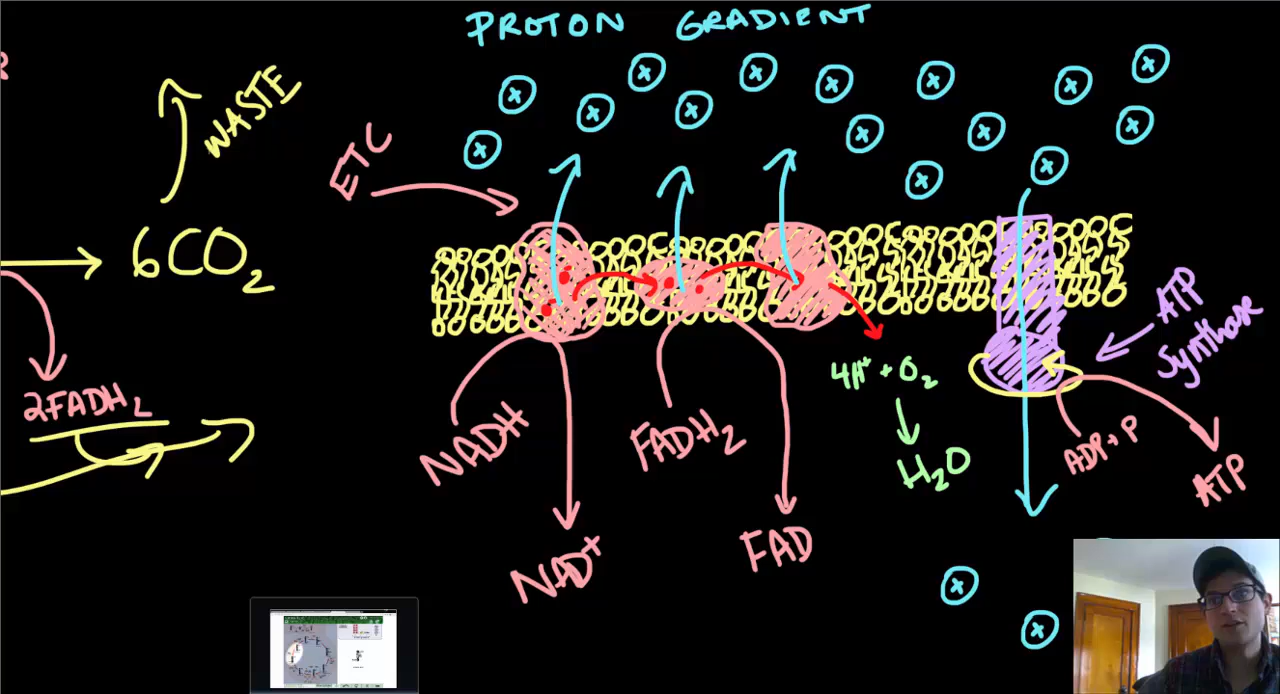 PROTON GRADIENT
WASTE
ETC
6CO2
ATP
Synthase
2FADH2
4H+ + O2
H2O
NADH
FADH2
ADP + P
ATP
NAD+
FAD